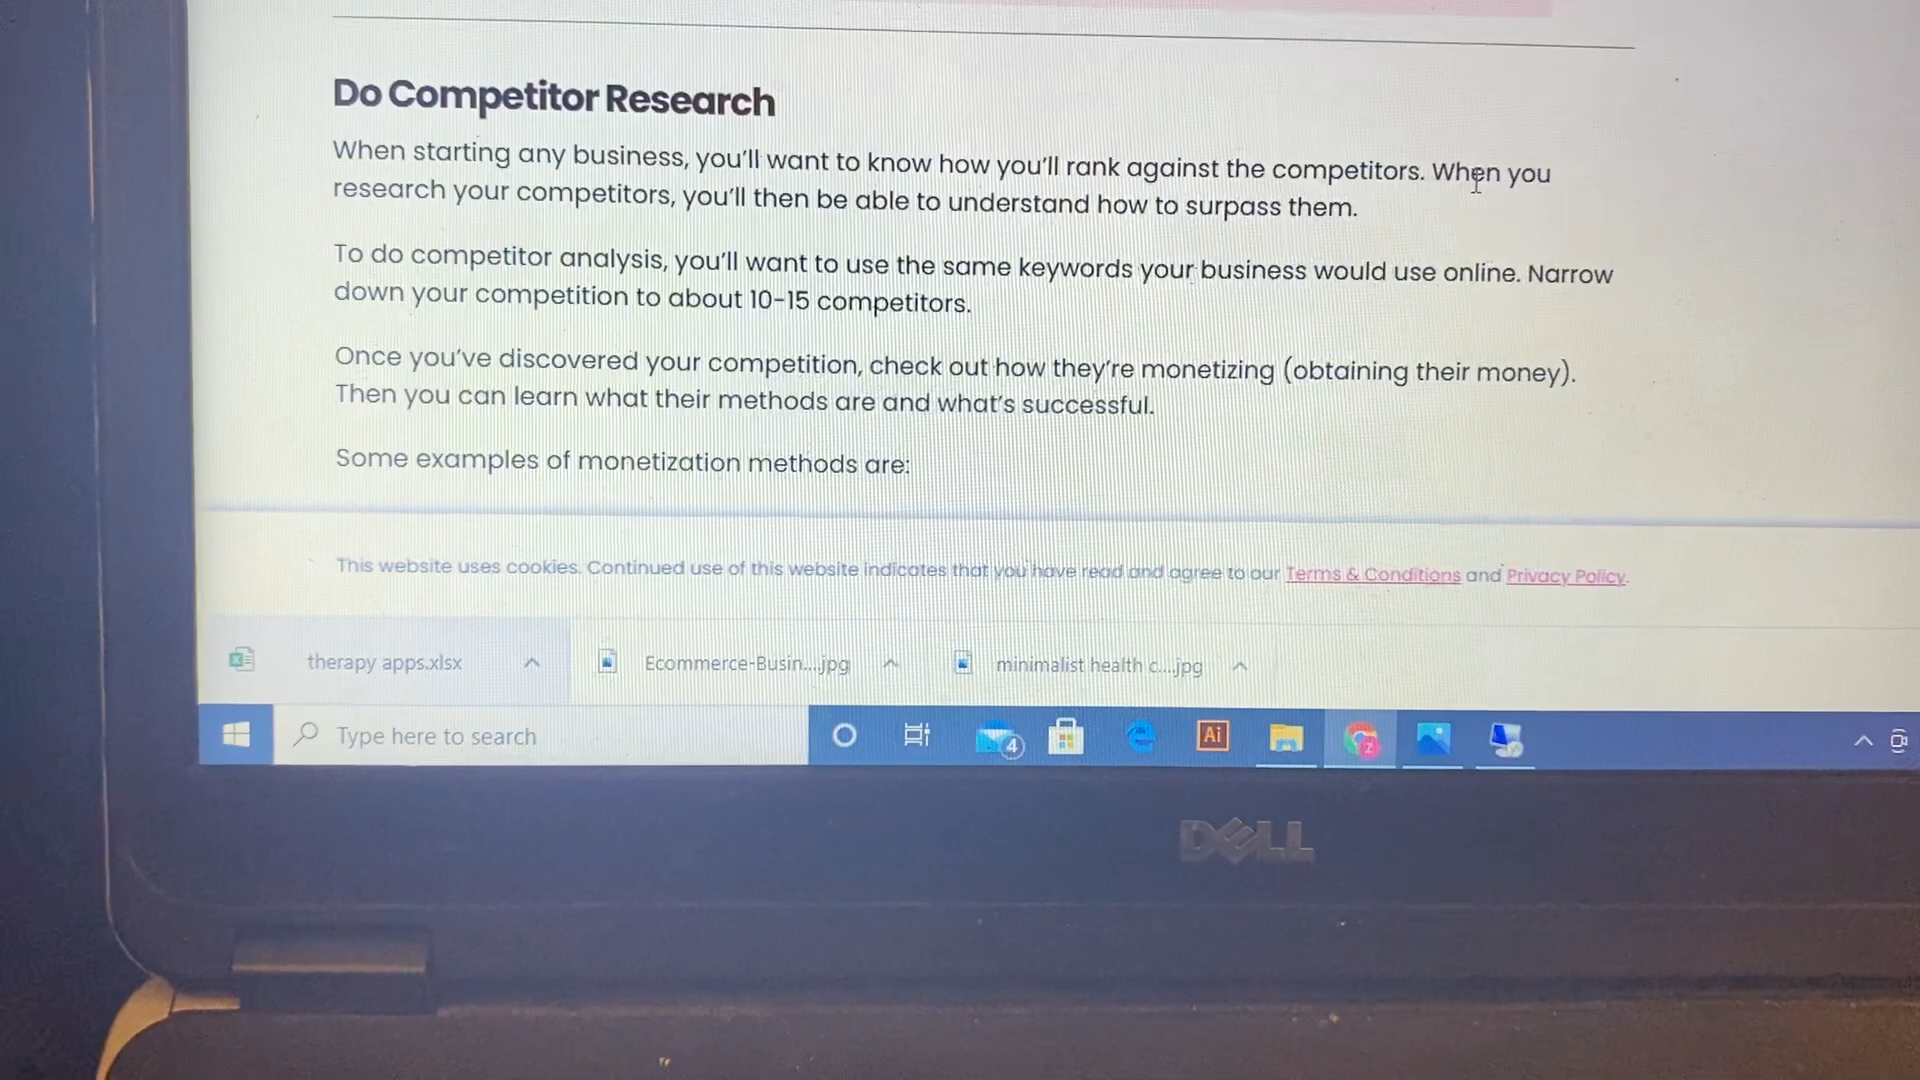 Do Competitor Research
When starting any business, you'll want to know how you'll rank against the competitors. When you
research your competitors, you'll then be able to understand how to surpass them.
To do competitor analysis, you'll want to use the same keywords your business would use online. Narrow
down your competition to about 10-15 competitors.
Once you've discovered your competition, check out how they're monetizing (obtaining their money).
Then you can learn what their methods are and what's successful.
Some examples of monetization methods are:
This website uses cookies. Continued use of this website indicates that you have read and agree to our Terms & Conditions and Privacy Policy.
therapy apps.xlsx
Ecommerce-Busin....jpg
minimalist health c....jpg
Type here to search
4
Ai
z
DELL